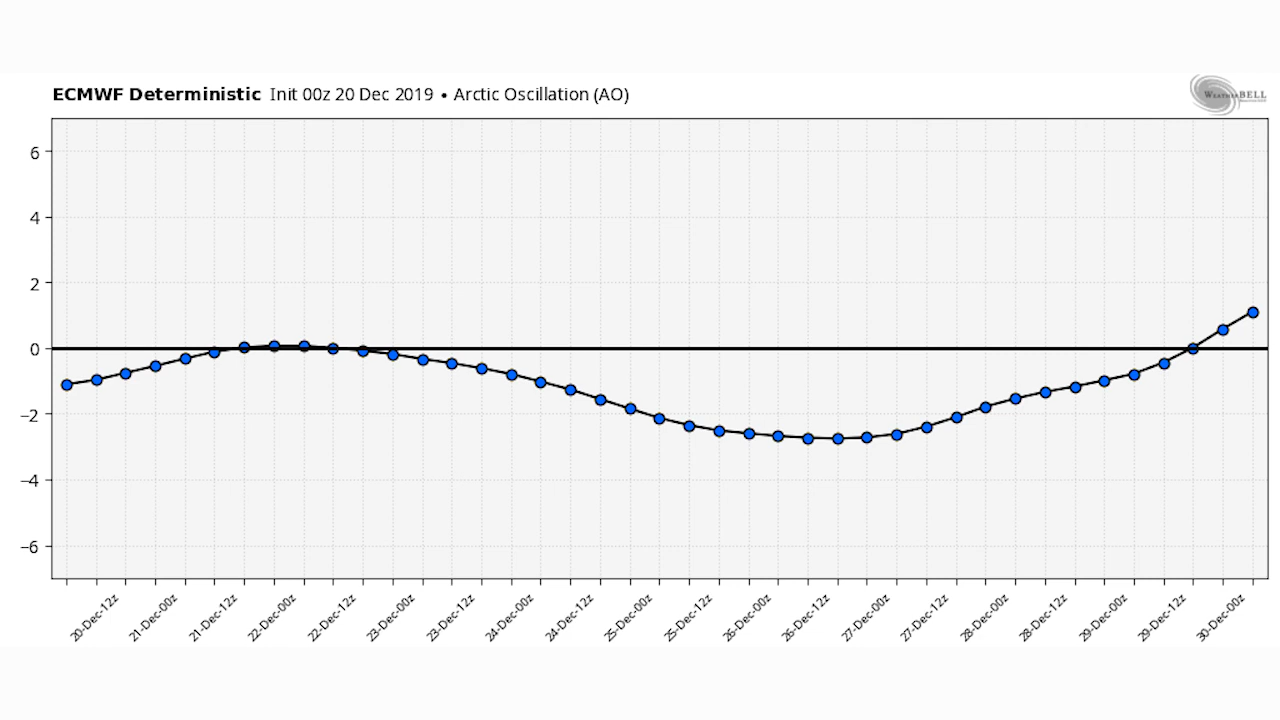 ECMWF Deterministic Init 00z 20 Dec 2019 • Arctic Oscillation (AO)
WEATHERBELL
6
4
2
0
−2
−4
−6
20-Dec-12z
21-Dec-00z
21-Dec-12z
22-Dec-00z
22-Dec-12z
23-Dec-00z
23-Dec-12z
24-Dec-00z
24-Dec-12z
25-Dec-00z
25-Dec-12z
26-Dec-00z
26-Dec-12z
27-Dec-00z
27-Dec-12z
28-Dec-00z
28-Dec-12z
29-Dec-00z
29-Dec-12z
30-Dec-00z